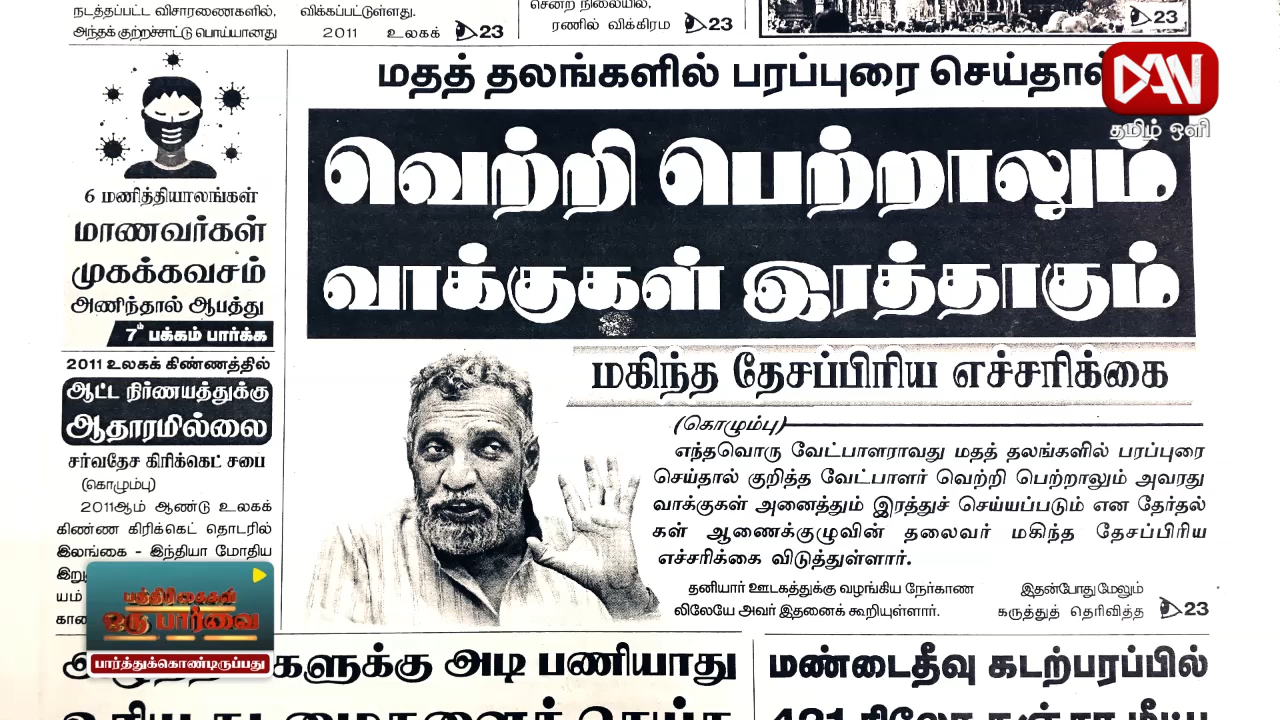 நடத்தப்பட்ட விசாரணைகளில்,
அந்தக் குற்றச்சாட்டு பொய்யானது
விக்கப்பட்டுள்ளது.
2011 உலகக் 23
சென்ற நிலையில்,
ரணில் விக்கிரம 23
23
DAN
தமிழ் ஒளி
6 மணித்தியாலங்கள்
மாணவர்கள்
முகக்கவசம்
அணிந்தால் ஆபத்து
7ம் பக்கம் பார்க்க
2011 உலகக் கிண்ணத்தில்
ஆட்ட நிர்ணயத்துக்கு
ஆதாரமில்லை
சர்வதேச கிரிக்கெட் சபை
(கொழும்பு)
2011ஆம் ஆண்டு உலகக்
கிண்ண கிரிக்கெட் தொடரில்
இலங்கை - இந்தியா மோதிய
மதத் தலங்களில் பரப்புரை செய்தால்
வெற்றி பெற்றாலும்
வாக்குகள் இரத்தாகும்
மகிந்த தேசப்பிரிய எச்சரிக்கை
(கொழும்பு)
எந்தவொரு வேட்பாளராவது மதத் தலங்களில் பரப்புரை
செய்தால் குறித்த வேட்பாளர் வெற்றி பெற்றாலும் அவரது
வாக்குகள் அனைத்தும் இரத்துச் செய்யப்படும் என தேர்தல்
கள் ஆணைக்குழுவின் தலைவர் மகிந்த தேசப்பிரிய
எச்சரிக்கை விடுத்துள்ளார்.
தனியார் ஊடகத்துக்கு வழங்கிய நேர்காண
லிலேயே அவர் இதனைக் கூறியுள்ளார்.
இதன்போது மேலும்
கருத்துத் தெரிவித்த 23
பத்திரிகைகள்
ஒரு பார்வை
பார்த்துக்கொண்டிருப்பது
களுக்கு அடி பணியாது
மண்டைதீவு கடற்பரப்பில்